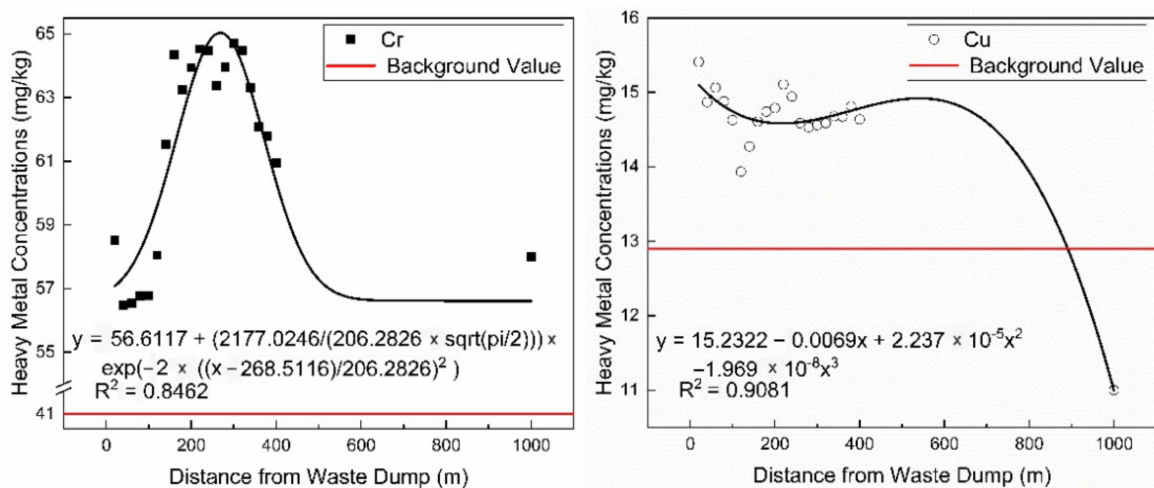 Heavy Metal Concentrations (mg/kg)
65
63
61
59
57
55
41
Cr
Background Value
y = 56.6117 + (2177.0246/(206.2826 × sqrt(pi/2))) ×
exp(−2 × ((x − 268.5116)/206.2826)² )
R² = 0.8462
0 200 400 600 800 1000
Distance from Waste Dump (m)
Heavy Metal Concentrations (mg/kg)
16
15
14
13
12
11
Cu
Background Value
y = 15.2322 − 0.0069x + 2.237 × 10⁻⁵x²
−1.969 × 10⁻⁸x³
R² = 0.9081
0 200 400 600 800 1000
Distance from Waste Dump (m)